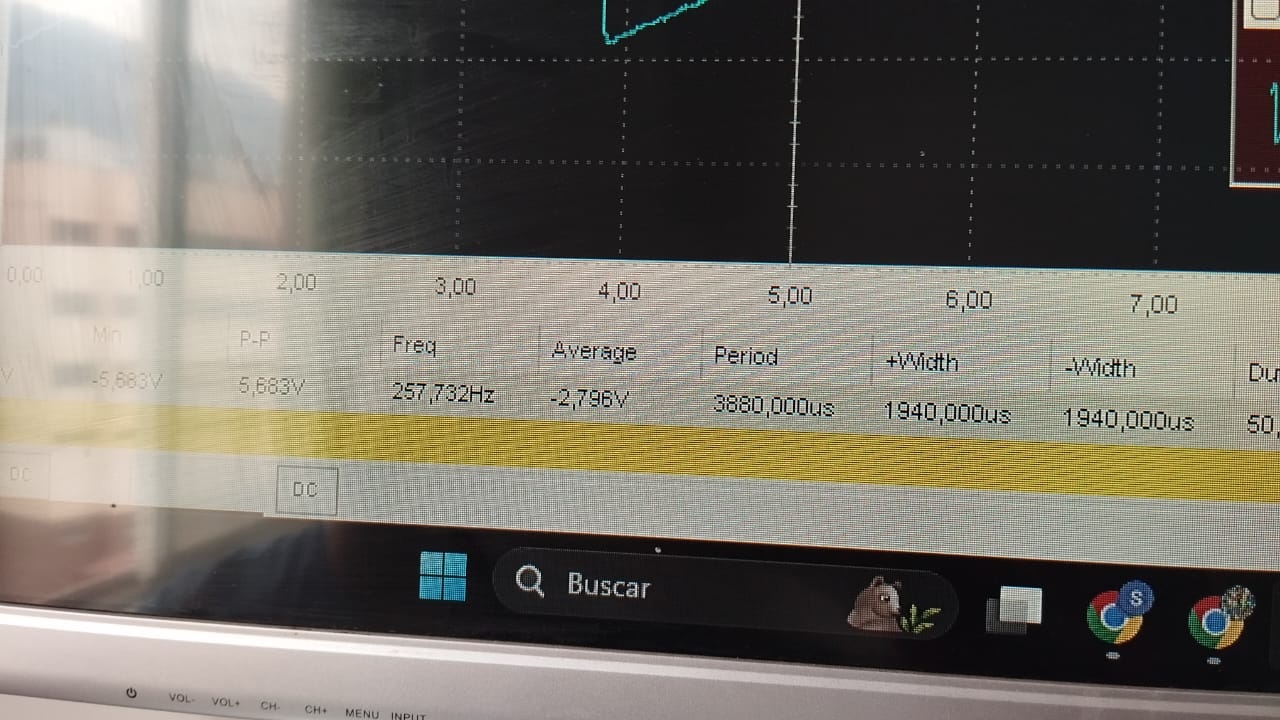 0,00 1,00 2,00 3,00 4,00 5,00 6,00 7,00
Min P-P Freq Average Period +Width -Width
-5,683V 5,683V 257,732Hz -2,796V 3880,000us 1940,000us 1940,000us 50,
DC DC
Buscar
S
VOL- VOL+ CH- CH+ MENU INPUT